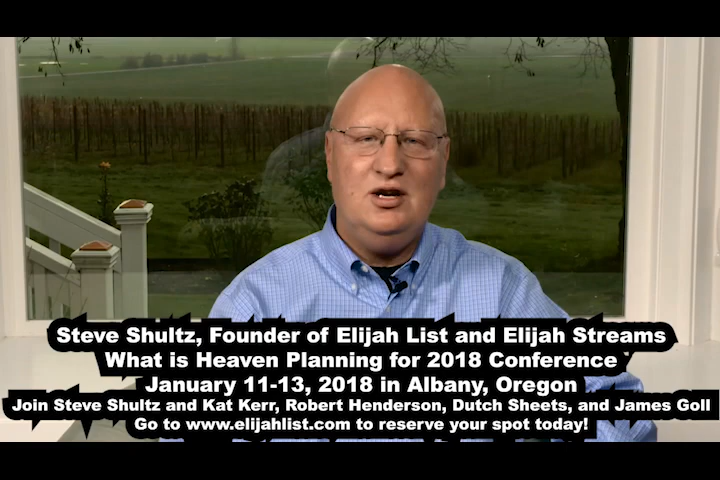 Steve Shultz, Founder of Elijah List and Elijah Streams
What is Heaven Planning for 2018 Conference
January 11-13, 2018 in Albany, Oregon
Join Steve Shultz and Kat Kerr, Robert Henderson, Dutch Sheets, and James Goll
Go to www.elijahlist.com to reserve your spot today!